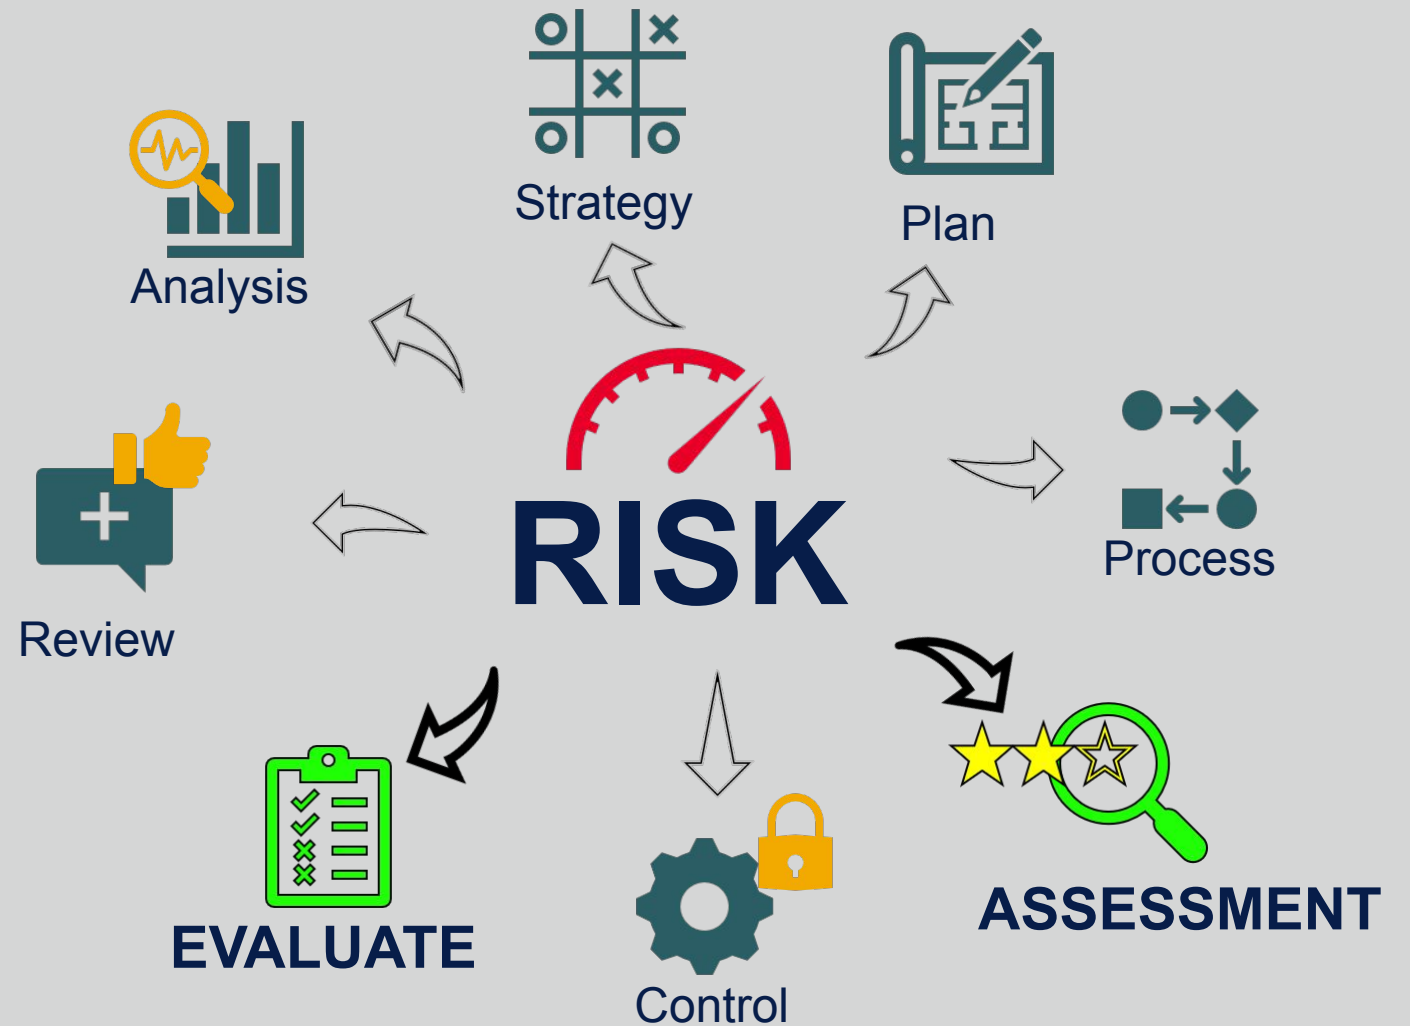 Strategy
Plan
Analysis
RISK
Process
Review
ASSESSMENT
EVALUATE
Control